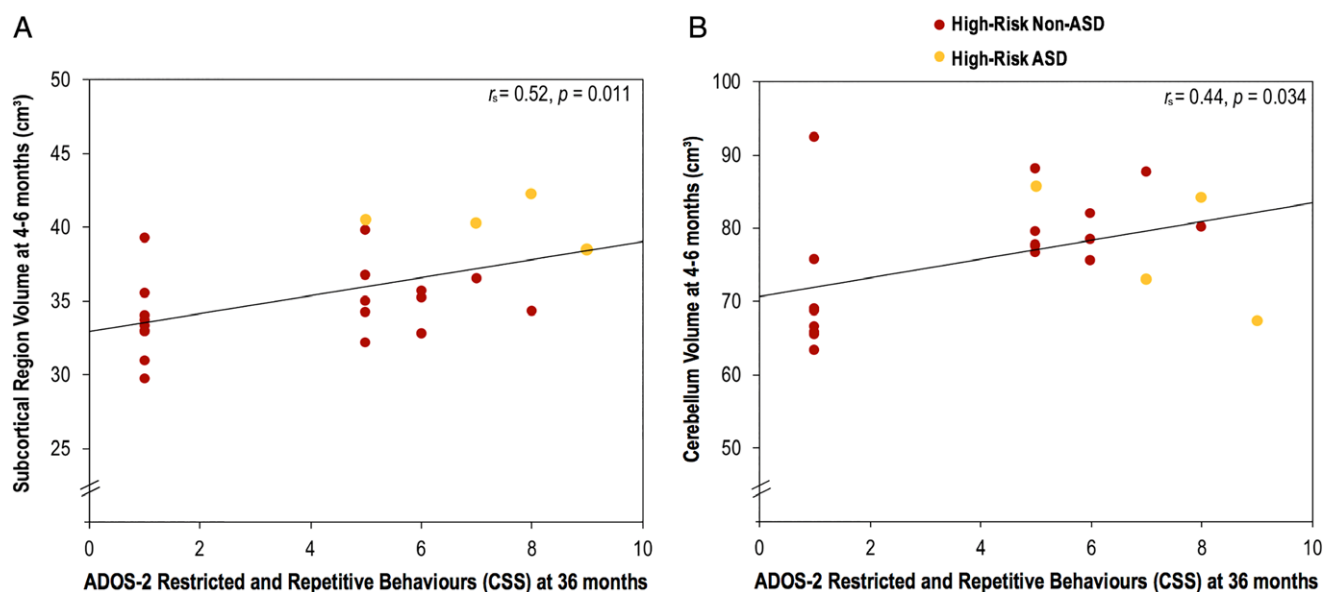 A
Subcortical Region Volume at 4-6 months (cm³)
50
45
40
35
30
25
rₛ = 0.52, p = 0.011
0 2 4 6 8 10
ADOS-2 Restricted and Repetitive Behaviours (CSS) at 36 months
B
High-Risk Non-ASD
High-Risk ASD
Cerebellum Volume at 4-6 months (cm³)
100
90
80
70
60
50
rₛ = 0.44, p = 0.034
0 2 4 6 8 10
ADOS-2 Restricted and Repetitive Behaviours (CSS) at 36 months